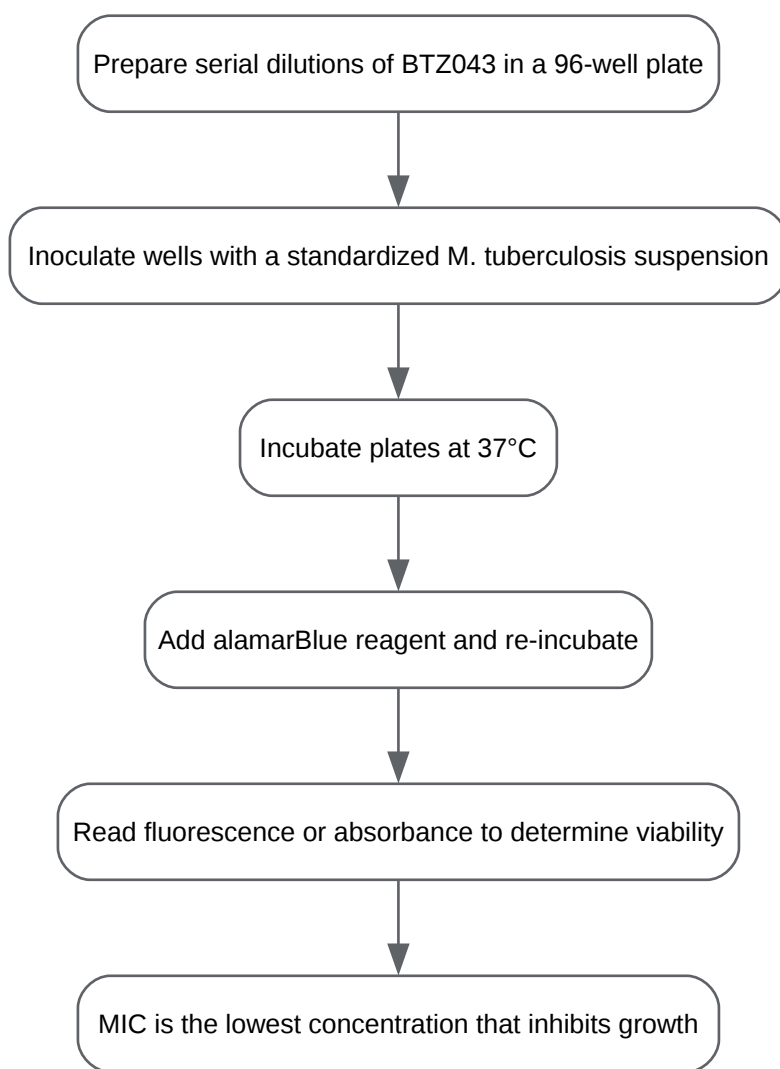 Prepare serial dilutions of BTZ043 in a 96-well plate
Inoculate wells with a standardized M. tuberculosis suspension
Incubate plates at 37°C
Add alamarBlue reagent and re-incubate
Read fluorescence or absorbance to determine viability
MIC is the lowest concentration that inhibits growth